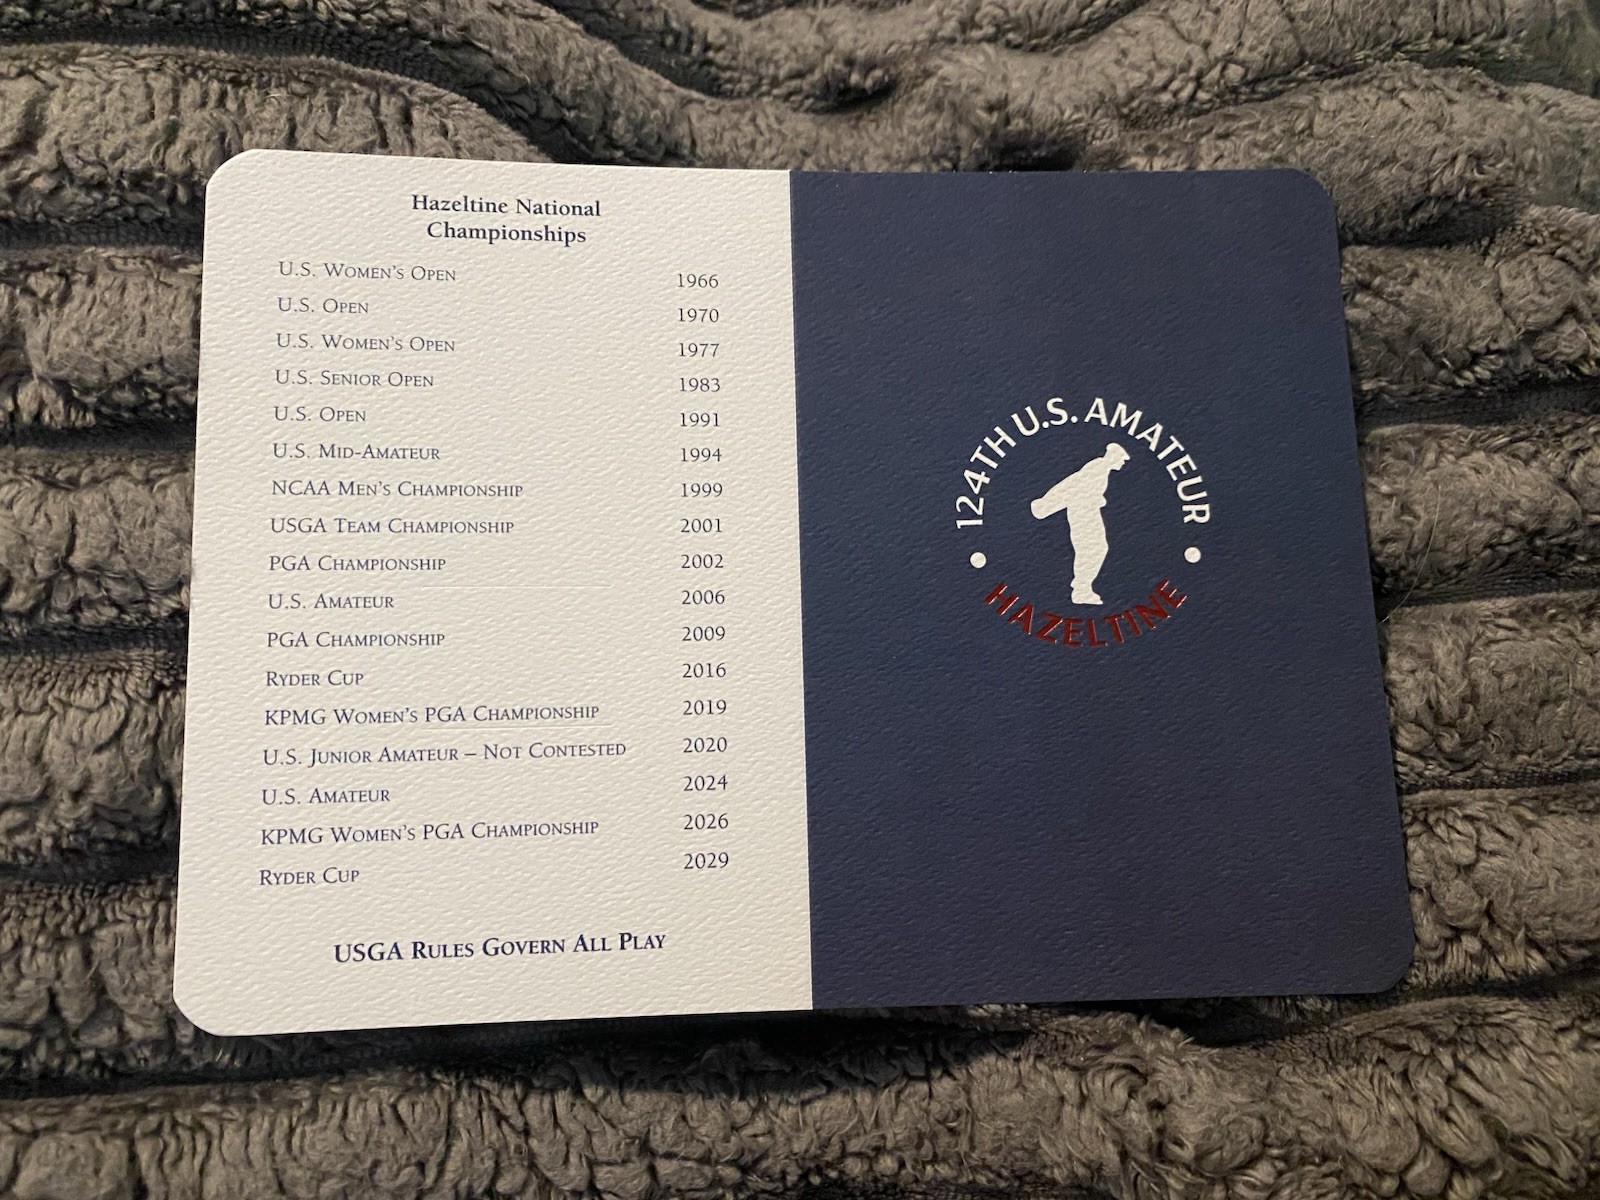 Hazeltine National
Championships
U.S. Women's Open 1966
U.S. Open 1970
U.S. Women's Open 1977
U.S. Senior Open 1983
U.S. Open 1991
U.S. Mid-Amateur 1994
NCAA Men's Championship 1999
USGA Team Championship 2001
PGA Championship 2002
U.S. Amateur 2006
PGA Championship 2009
Ryder Cup 2016
KPMG Women's PGA Championship 2019
U.S. Junior Amateur – Not Contested 2020
U.S. Amateur 2024
KPMG Women's PGA Championship 2026
Ryder Cup 2029
USGA Rules Govern All Play
124TH U.S. AMATEUR
HAZELTINE